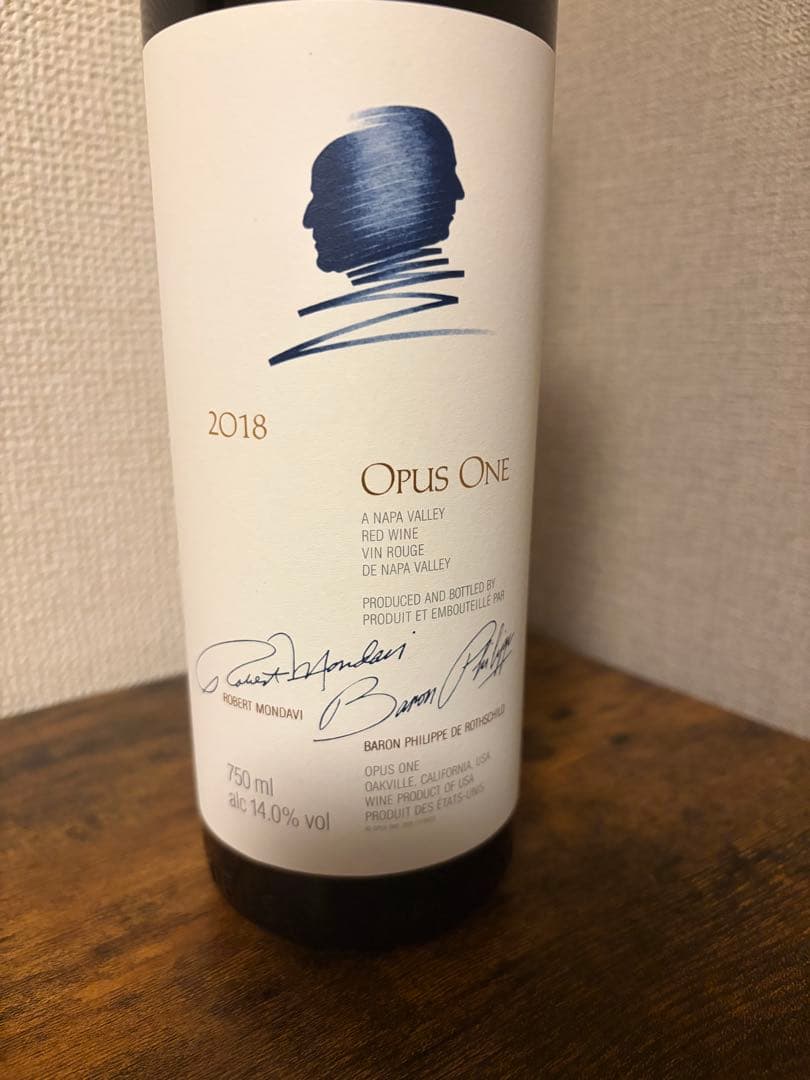 2018
OPUS ONE
A NAPA VALLEY
RED WINE
VIN ROUGE
DE NAPA VALLEY
PRODUCED AND BOTTLED BY
PRODUIT ET EMBOUTEILLÉ PAR
Robert Mondavi
ROBERT MONDAVI
Baron Philippe
BARON PHILIPPE DE ROTHSCHILD
750 ml
alc 14.0% vol
OPUS ONE
OAKVILLE, CALIFORNIA, USA
WINE PRODUCT OF USA
PRODUIT DES ÉTATS-UNIS